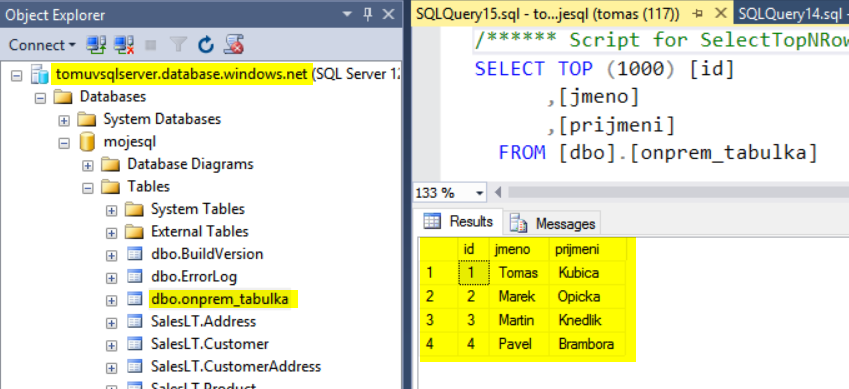 Object Explorer
Connect
tomuvsqlserver.database.windows.net (SQL Server 12
Databases
System Databases
mojesql
Database Diagrams
Tables
System Tables
External Tables
dbo.BuildVersion
dbo.ErrorLog
dbo.onprem_tabulka
SalesLT.Address
SalesLT.Customer
SalesLT.CustomerAddress
SalesLT.Product
SQLQuery15.sql - to...jesql (tomas (117)) SQLQuery14.sql -
/****** Script for SelectTopNRow
SELECT TOP (1000) [id]
,[jmeno]
,[prijmeni]
FROM [dbo].[onprem_tabulka]
133 %
Results Messages
id jmeno prijmeni
1 1 Tomas Kubica
2 2 Marek Opicka
3 3 Martin Knedlik
4 4 Pavel Brambora